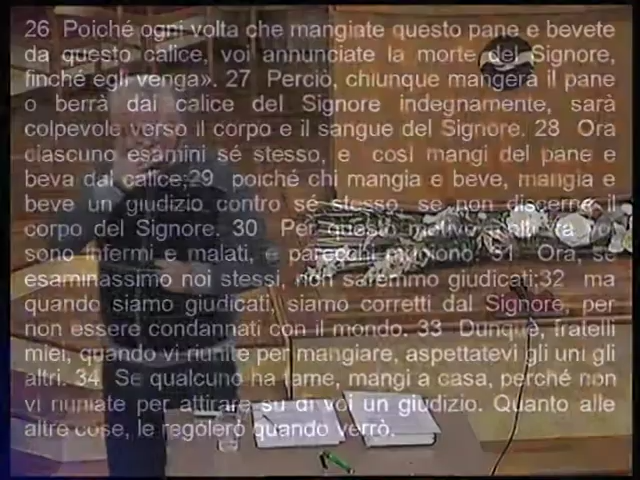 26 Poiché ogni volta che mangiate questo pane e bevete
da questo calice, voi annunciate la morte del Signore,
finché egli venga». 27 Perciò, chiunque mangerà il pane
o berrà dal calice del Signore indegnamente, sarà
colpevole verso il corpo e il sangue del Signore. 28 Ora
ciascuno esamini sé stesso, e così mangi del pane e
beva dal calice;29 poiché chi mangia e beve, mangia e
beve un giudizio contro sé stesso, se non discerne il
corpo del Signore. 30 Per questo motivo molti fra voi
sono infermi e malati, e parecchi muoiono. 31 Ora, se
esaminassimo noi stessi, non saremmo giudicati;32 ma
quando siamo giudicati, siamo corretti dal Signore, per
non essere condannati con il mondo. 33 Dunque, fratelli
miei, quando vi riunite per mangiare, aspettatevi gli uni gli
altri. 34 Se qualcuno ha fame, mangi a casa, perché non
vi riuniate per attirare su di voi un giudizio. Quanto alle
altre cose, le regolerò quando verrò.